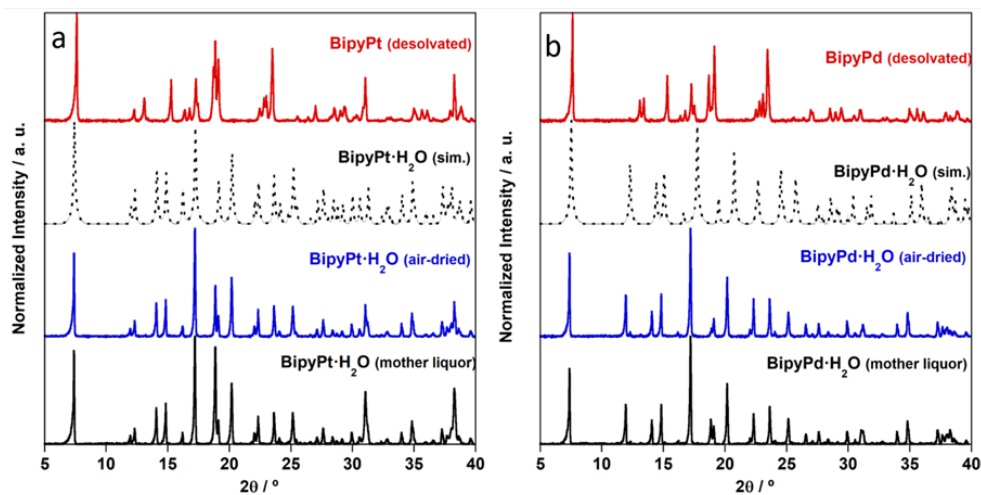 a
BipyPt (desolvated)
BipyPt·H2O (sim.)
BipyPt·H2O (air-dried)
BipyPt·H2O (mother liquor)
Normalized Intensity / a. u.
5 10 15 20 25 30 35 40
2θ / º
b
BipyPd (desolvated)
BipyPd·H2O (sim.)
BipyPd·H2O (air-dried)
BipyPd·H2O (mother liquor)
Normalized Intensity / a. u.
5 10 15 20 25 30 35 40
2θ / º